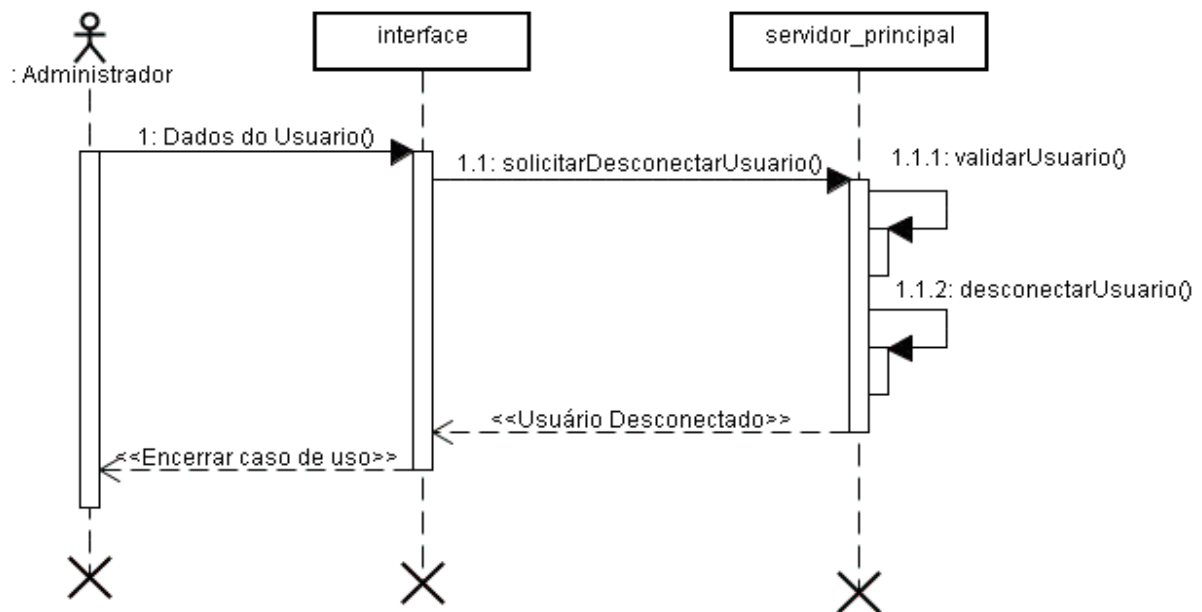 interface
servidor_principal
: Administrador
1: Dados do Usuario()
1.1: solicitarDesconectarUsuario()
1.1.1: validarUsuario()
1.1.2: desconectarUsuario()
<<Usuário Desconectado>>
<<Encerrar caso de uso>>